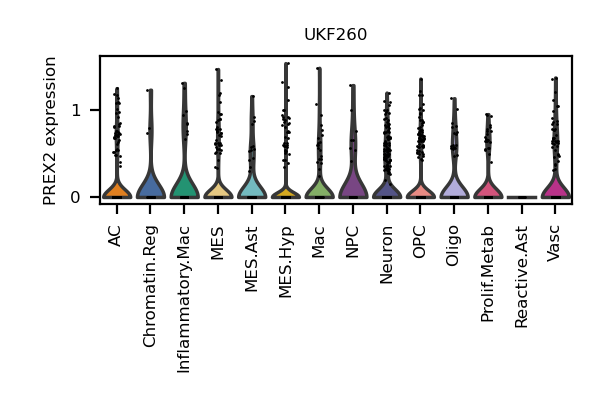 UKF260
PREX2 expression
1
0
AC
Chromatin.Reg
Inflammatory.Mac
MES
MES.Ast
MES.Hyp
Mac
NPC
Neuron
OPC
Oligo
Prolif.Metab
Reactive.Ast
Vasc